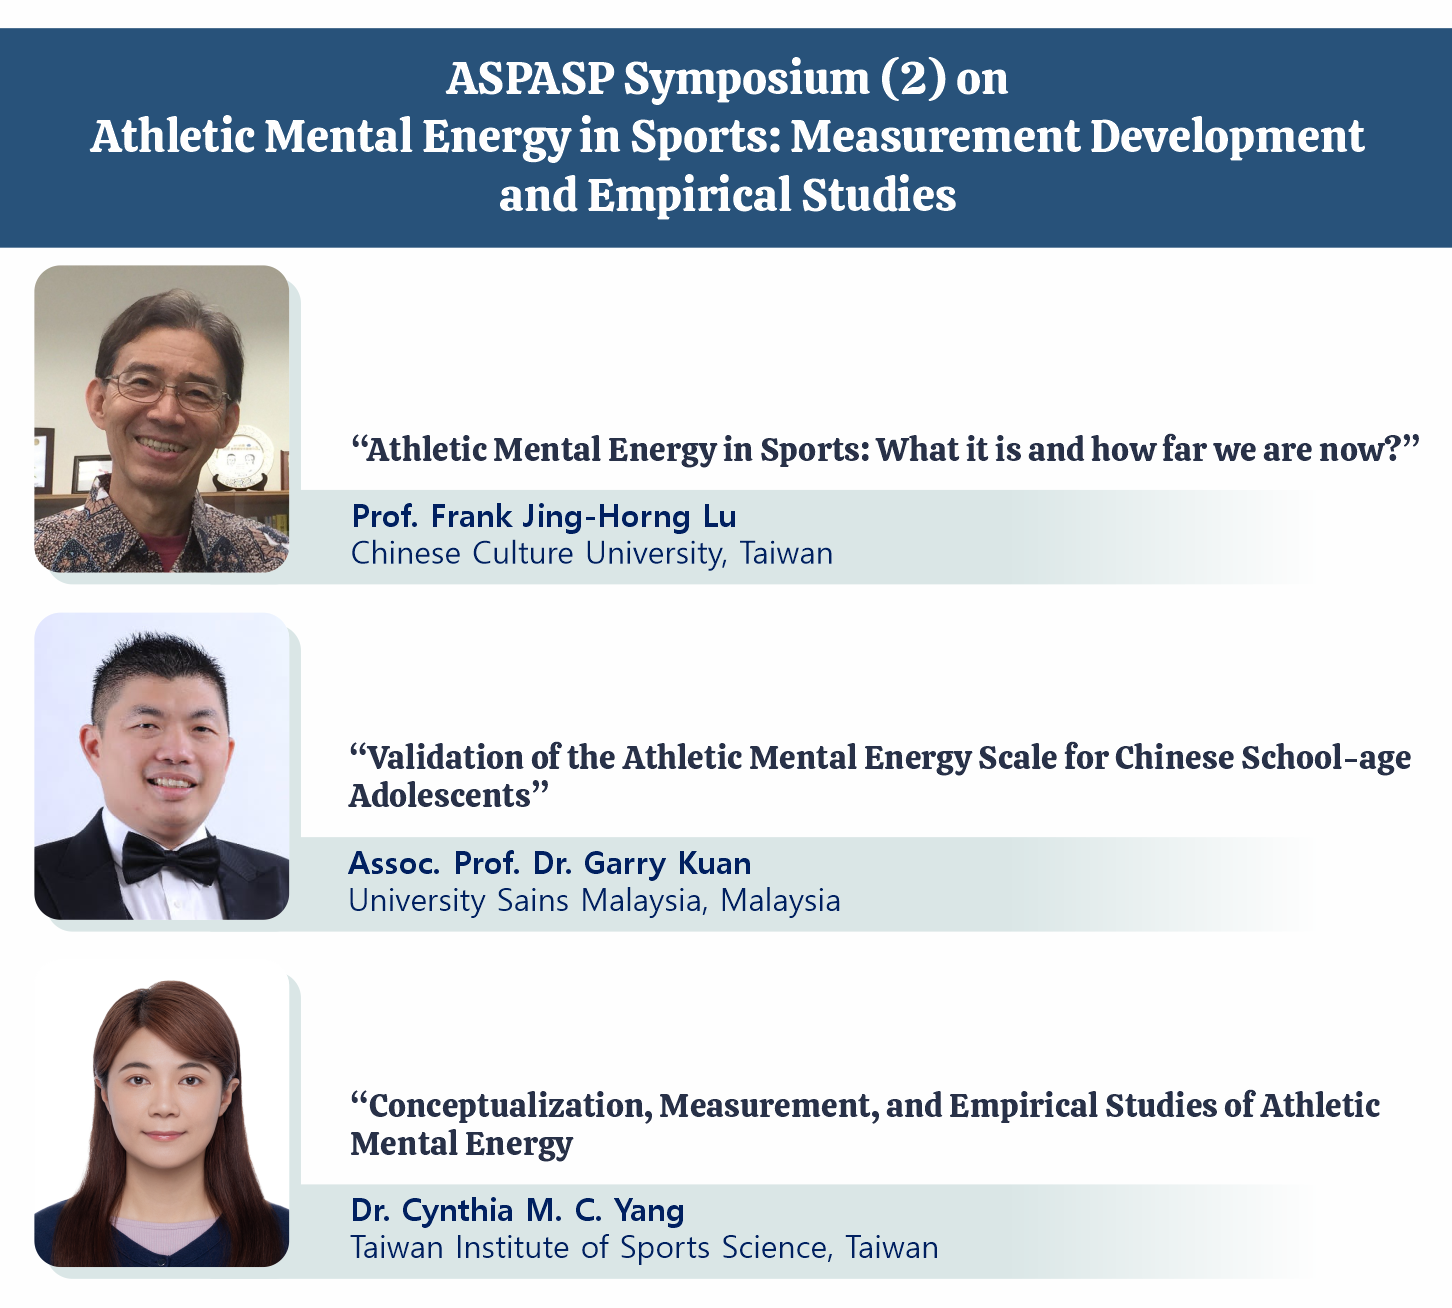 ASPASP Symposium (2) on
Athletic Mental Energy in Sports: Measurement Development
and Empirical Studies
“Athletic Mental Energy in Sports: What it is and how far we are now?”
Prof. Frank Jing-Horng Lu
Chinese Culture University, Taiwan
“Validation of the Athletic Mental Energy Scale for Chinese School-age
Adolescents”
Assoc. Prof. Dr. Garry Kuan
University Sains Malaysia, Malaysia
“Conceptualization, Measurement, and Empirical Studies of Athletic
Mental Energy
Dr. Cynthia M. C. Yang
Taiwan Institute of Sports Science, Taiwan